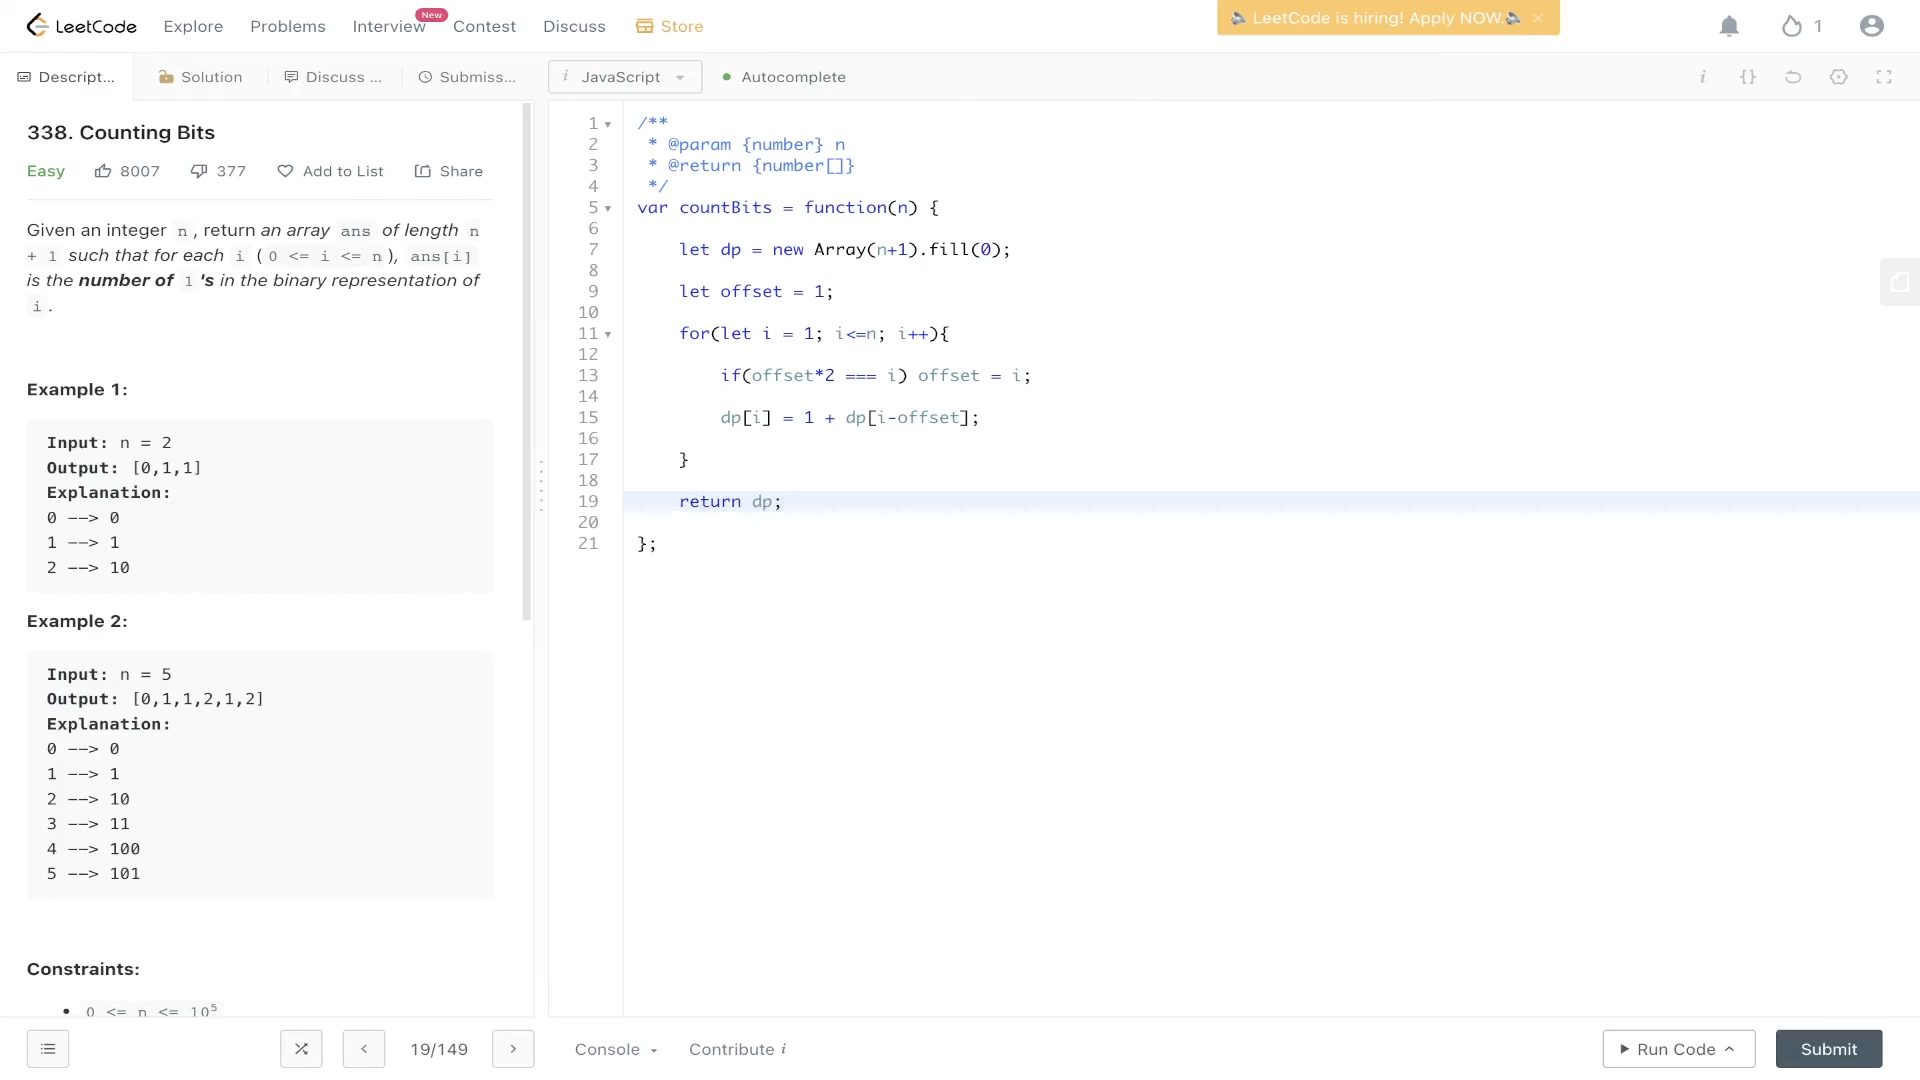 LeetCode Explore Problems Interview New Contest Discuss Store LeetCode is hiring! Apply NOW. × 1
Descript... Solution Discuss ... Submiss... i JavaScript Autocomplete i {}
338. Counting Bits
Easy 8007 377 Add to List Share
Given an integer n, return an array ans of length n
+ 1 such that for each i (0 <= i <= n), ans[i]
is the number of 1's in the binary representation of
i.
Example 1:
Input: n = 2
Output: [0,1,1]
Explanation:
0 --> 0
1 --> 1
2 --> 10
Example 2:
Input: n = 5
Output: [0,1,1,2,1,2]
Explanation:
0 --> 0
1 --> 1
2 --> 10
3 --> 11
4 --> 100
5 --> 101
Constraints:
• 0 <= n <= 10⁵
1 /**
2 * @param {number} n
3 * @return {number[]}
4 */
5 var countBits = function(n) {
6
7 let dp = new Array(n+1).fill(0);
8
9 let offset = 1;
10
11 for(let i = 1; i<=n; i++){
12
13 if(offset*2 === i) offset = i;
14
15 dp[i] = 1 + dp[i-offset];
16
17 }
18
19 return dp;
20
21 };
< 19/149 > Console Contribute i Run Code Submit